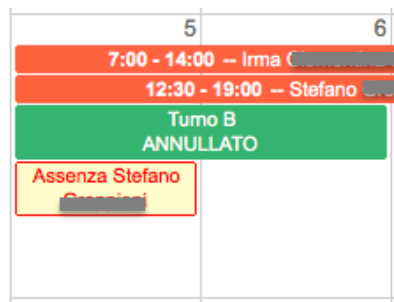 5 6
7:00 - 14:00 -- Irma
12:30 - 19:00 -- Stefano
Turno B
ANNULLATO
Assenza Stefano